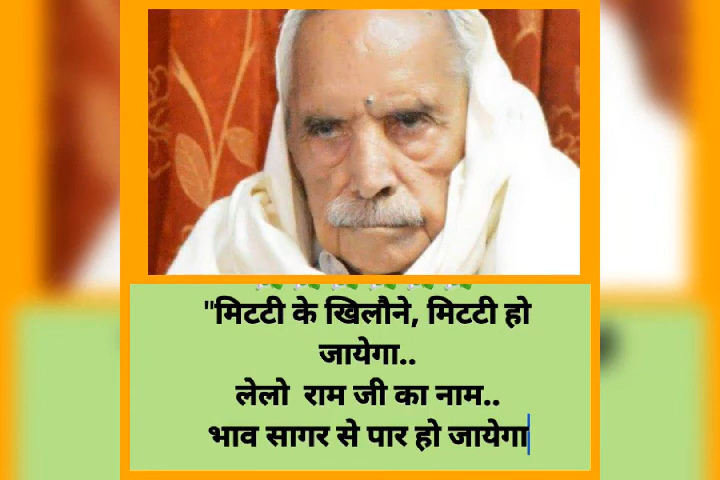 "मिटटी के खिलौने, मिटटी हो
जायेगा..
लेलो राम जी का नाम..
भाव सागर से पार हो जायेगा